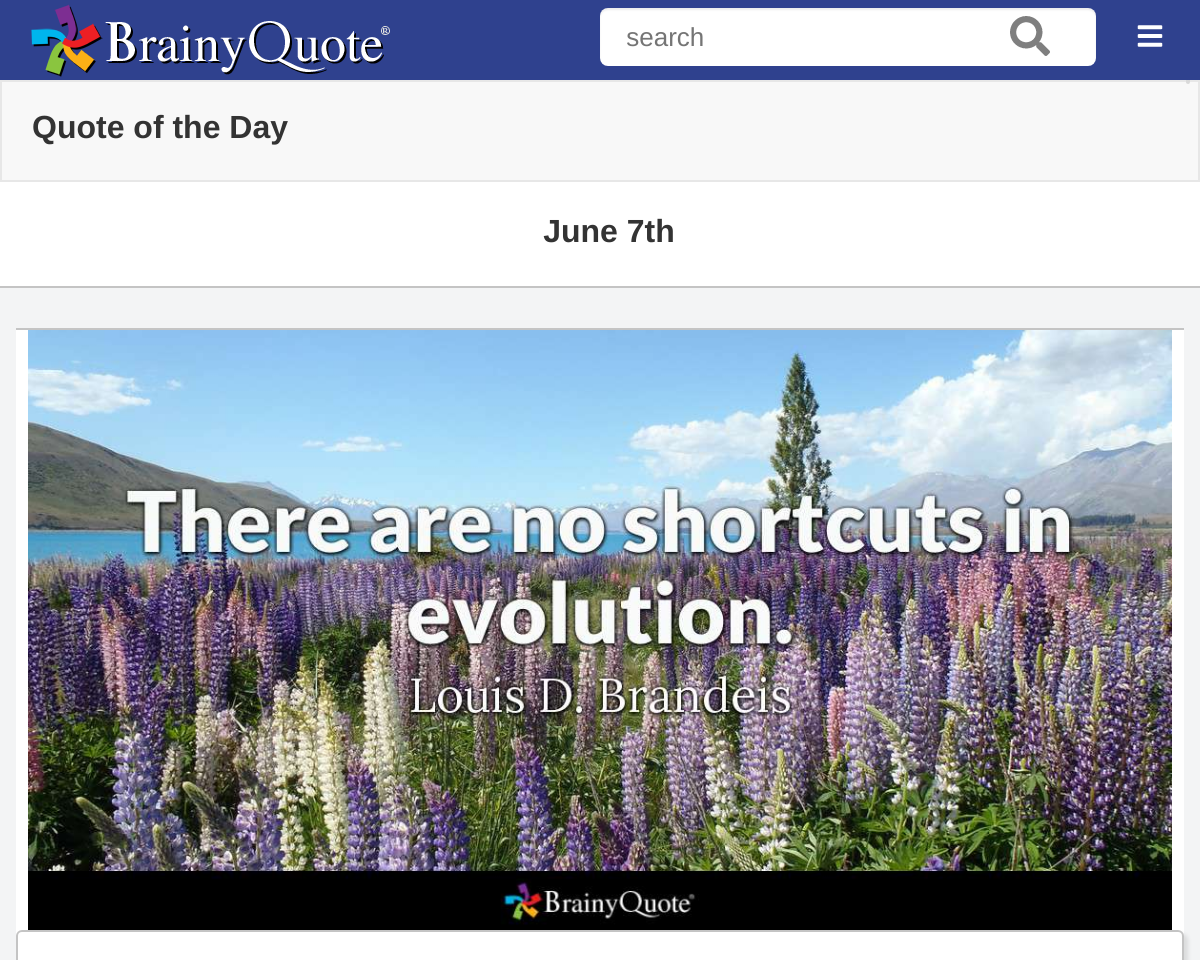 BrainyQuote®
search
Quote of the Day
June 7th
There are no shortcuts in
evolution.
Louis D. Brandeis
BrainyQuote®